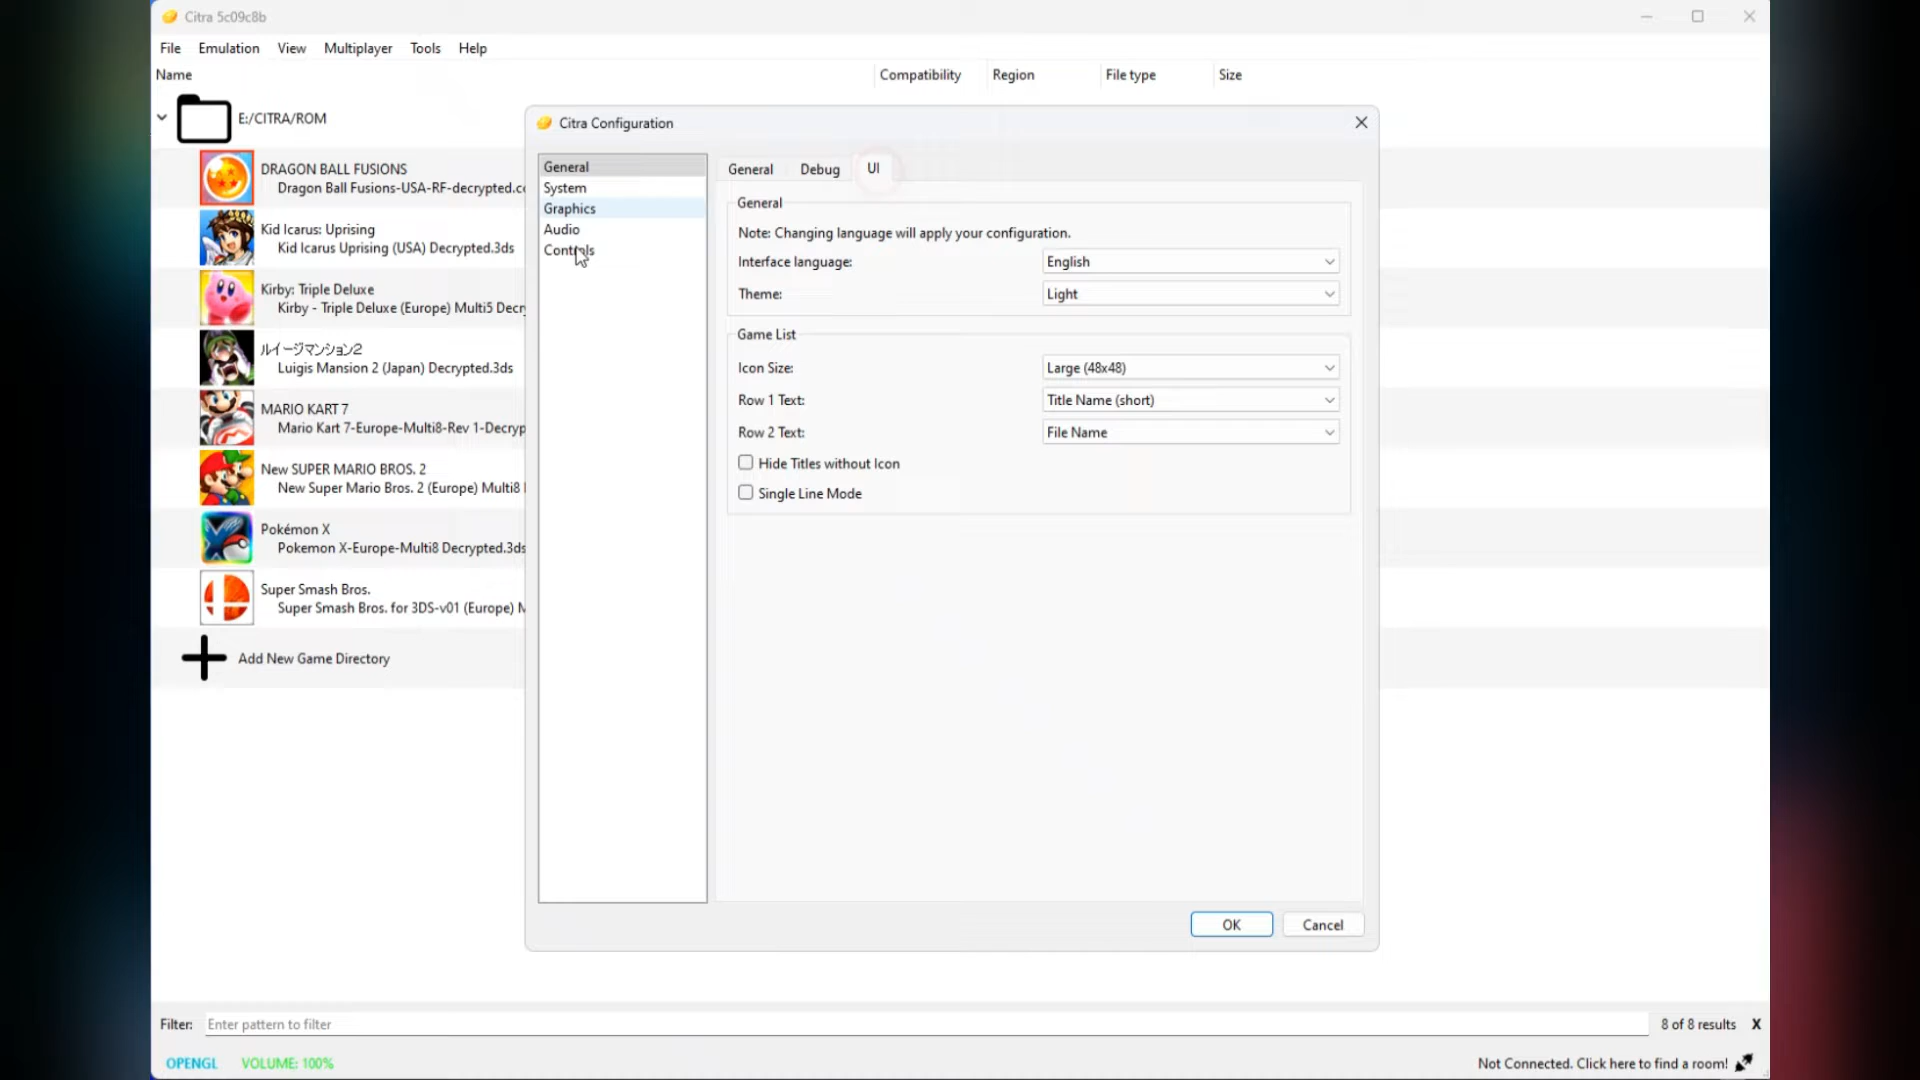 Citra 5c09c8b
File Emulation View Multiplayer Tools Help
Name Compatibility Region File type Size
E:/CITRA/ROM
DRAGON BALL FUSIONS
Dragon Ball Fusions-USA-RF-decrypted.cc
Kid Icarus: Uprising
Kid Icarus Uprising (USA) Decrypted.3ds
Kirby: Triple Deluxe
Kirby - Triple Deluxe (Europe) Multi5 Decr
ルイージマンション2
Luigis Mansion 2 (Japan) Decrypted.3ds
MARIO KART 7
Mario Kart 7-Europe-Multi8-Rev 1-Decryp
New SUPER MARIO BROS. 2
New Super Mario Bros. 2 (Europe) Multi8
Pokémon X
Pokemon X-Europe-Multi8 Decrypted.3ds
Super Smash Bros.
Super Smash Bros. for 3DS-v01 (Europe) M
Add New Game Directory
Citra Configuration
General
System
Graphics
Audio
Controls
General Debug UI
General
Note: Changing language will apply your configuration.
Interface language: English
Theme: Light
Game List
Icon Size: Large (48x48)
Row 1 Text: Title Name (short)
Row 2 Text: File Name
Hide Titles without Icon
Single Line Mode
OK Cancel
Filter: Enter pattern to filter 8 of 8 results X
OPENGL VOLUME: 100% Not Connected. Click here to find a room!